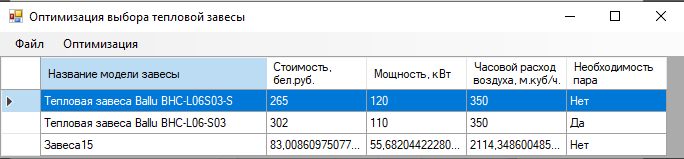 Оптимизация выбора тепловой завесы
Файл Оптимизация
Название модели завесы Стоимость, бел.руб. Мощность, кВт Часовой расход воздуха, м.куб/ч. Необходимость пара
Тепловая завеса Ballu BHC-L06S03-S 265 120 350 Нет
Тепловая завеса Ballu BHC-L06-S03 302 110 350 Да
Завеса15 83,00860975077... 55,68204422280... 2114,348600485... Нет